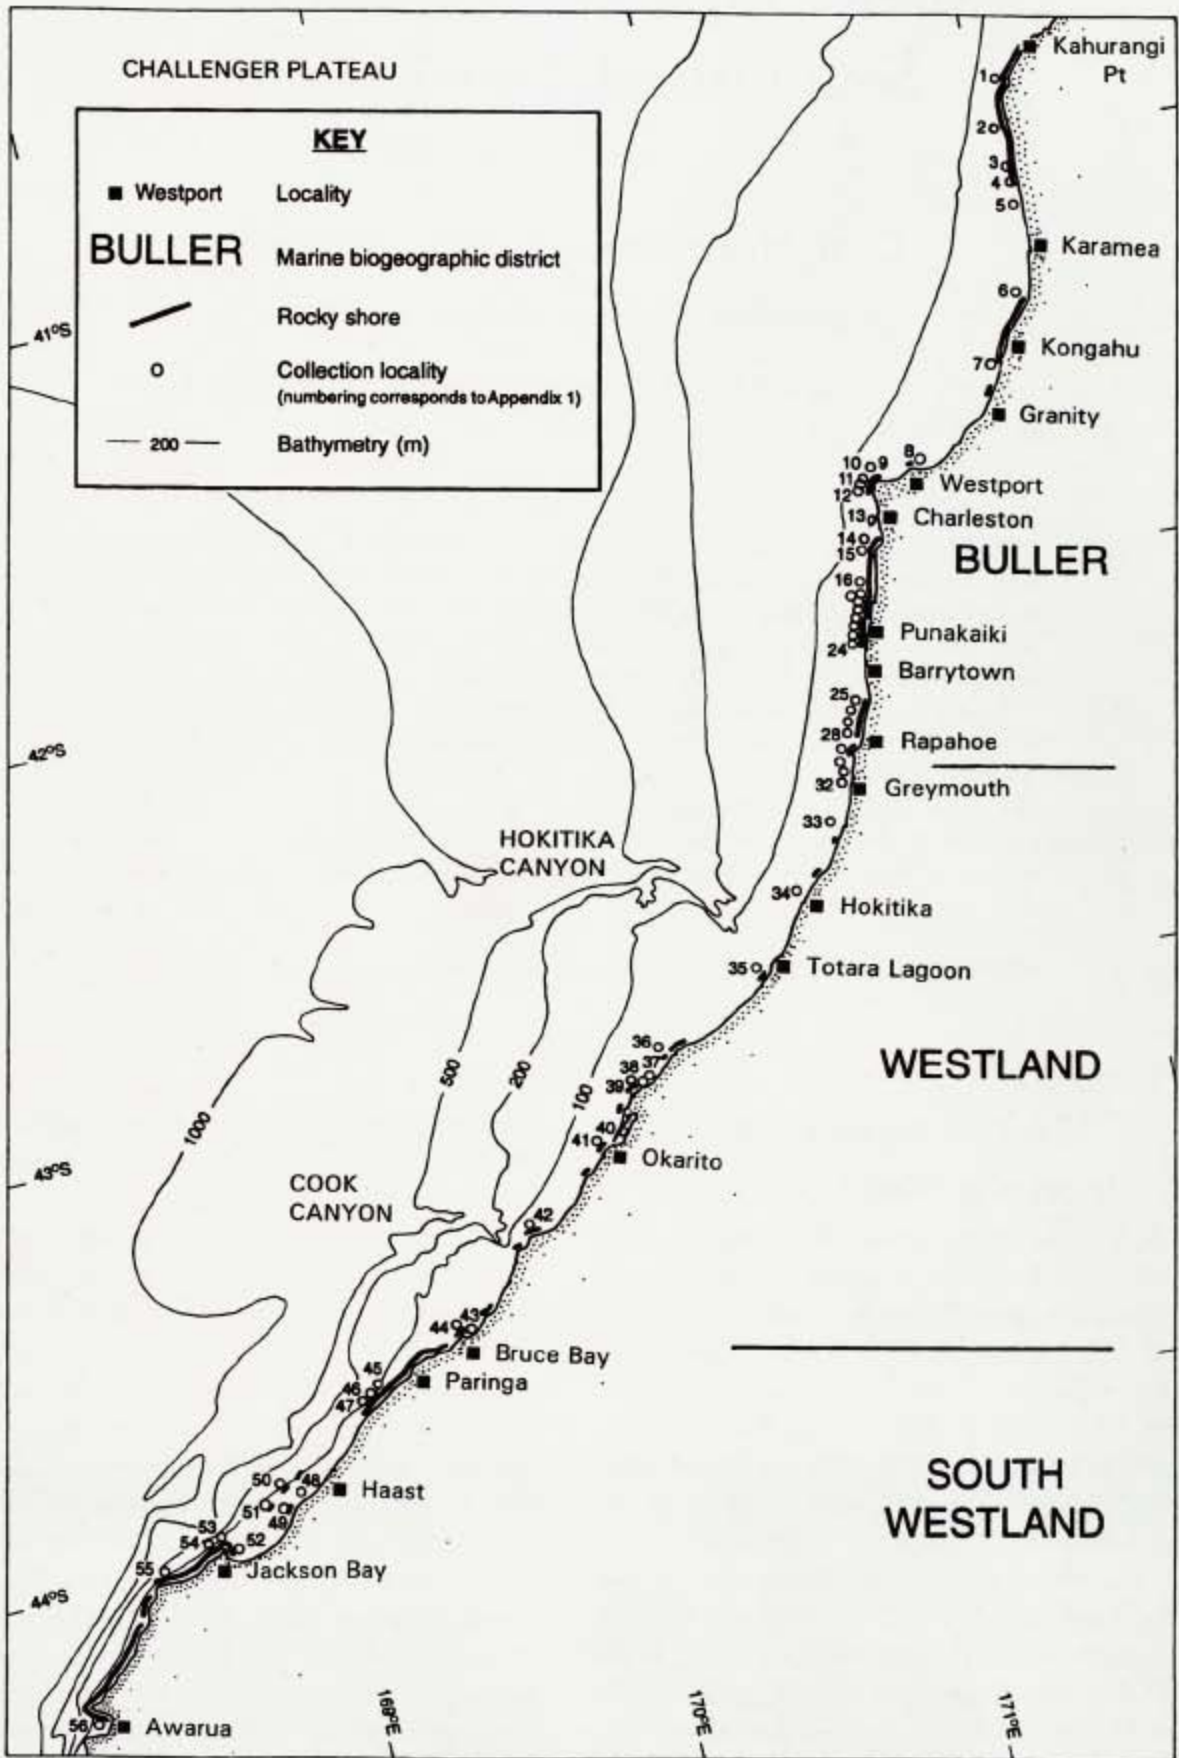 CHALLENGER PLATEAU
KEY
Westport Locality
BULLER Marine biogeographic district
Rocky shore
Collection locality
(numbering corresponds to Appendix 1)
200 Bathymetry (m)
Kahurangi
Pt
1
2
3
4
5
Karamea
6
41°S
Kongahu
7
Granity
8
10 9
11
Westport
12
13
Charleston
14
15
BULLER
16
Punakaiki
24
Barrytown
25
28
Rapahoe
42°S
32
Greymouth
33
HOKITIKA
CANYON
34
Hokitika
35
Totara Lagoon
36
37
38
39
WESTLAND
500
200
100
1000
40
41
Okarito
43°S
COOK
CANYON
42
43
44
Bruce Bay
45
46
Paringa
47
50
48
Haast
51
49
SOUTH
WESTLAND
53
54
52
55
Jackson Bay
44°S
56
Awarua
169°E
170°E
171°E